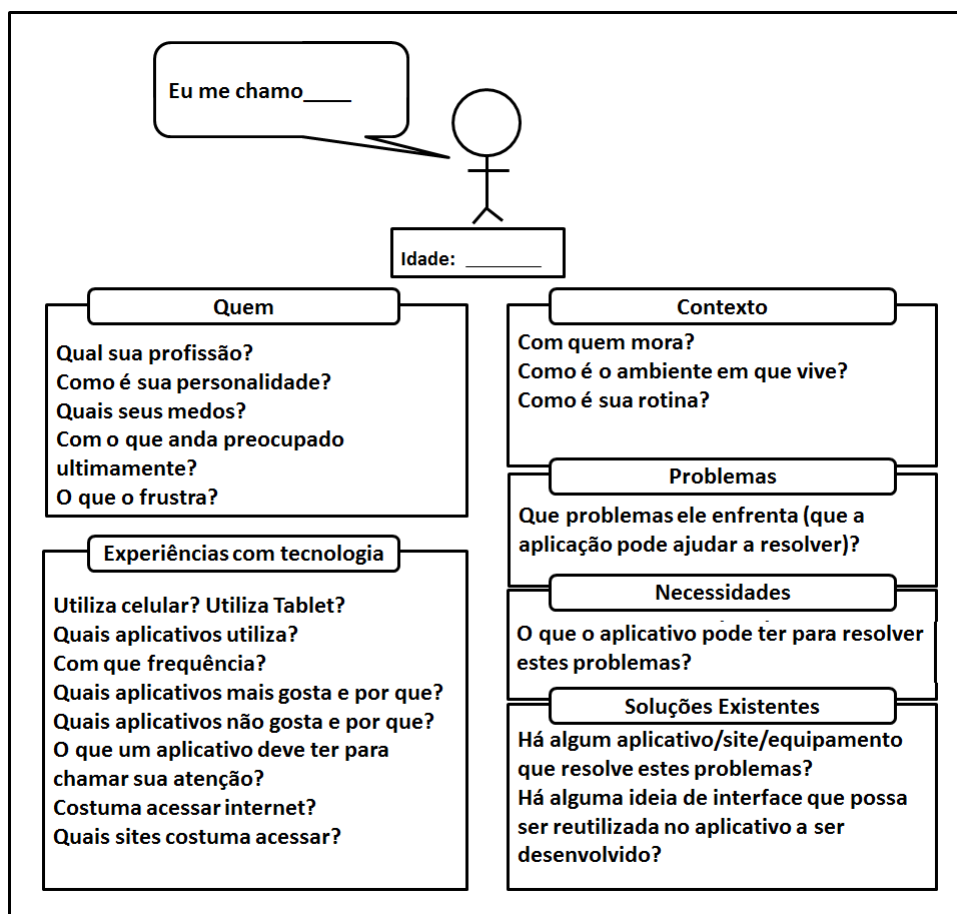 Eu me chamo____
Idade: _______
Quem
Qual sua profissão?
Como é sua personalidade?
Quais seus medos?
Com o que anda preocupado
ultimamente?
O que o frustra?
Experiências com tecnologia
Utiliza celular? Utiliza Tablet?
Quais aplicativos utiliza?
Com que frequência?
Quais aplicativos mais gosta e por que?
Quais aplicativos não gosta e por que?
O que um aplicativo deve ter para
chamar sua atenção?
Costuma acessar internet?
Quais sites costuma acessar?
Contexto
Com quem mora?
Como é o ambiente em que vive?
Como é sua rotina?
Problemas
Que problemas ele enfrenta (que a
aplicação pode ajudar a resolver)?
Necessidades
O que o aplicativo pode ter para resolver
estes problemas?
Soluções Existentes
Há algum aplicativo/site/equipamento
que resolve estes problemas?
Há alguma ideia de interface que possa
ser reutilizada no aplicativo a ser
desenvolvido?